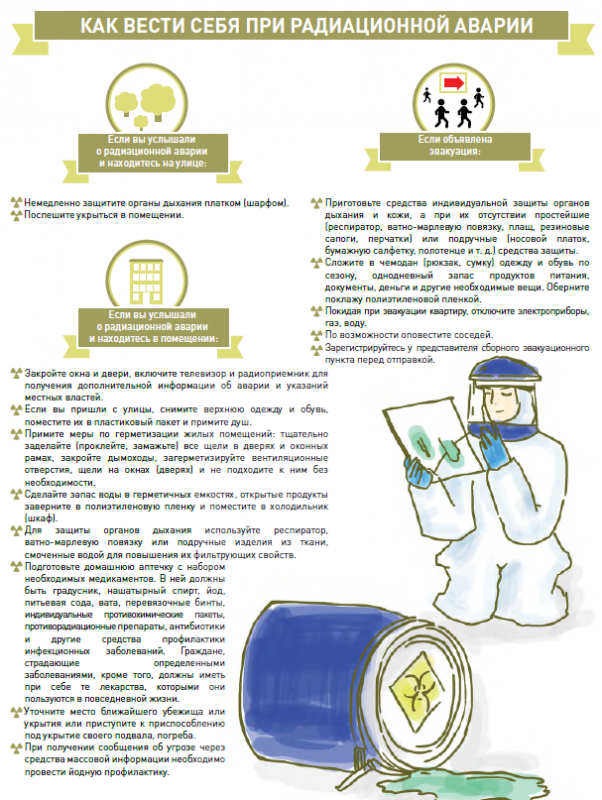 КАК ВЕСТИ СЕБЯ ПРИ РАДИАЦИОННОЙ АВАРИИ
Если вы услышали
о радиационной аварии
и находитесь на улице:
Немедленно защитите органы дыхания платком (шарфом).
Поспешите укрыться в помещении.
Если вы услышали
о радиационной аварии
и находитесь в помещении:
Закройте окна и двери, включите телевизор и радиоприемник для
получения дополнительной информации об аварии и указаний
местных властей.
Если вы пришли с улицы, снимите верхнюю одежду и обувь,
поместите их в пластиковый пакет и примите душ.
Примите меры по герметизации жилых помещений: тщательно
заделайте (проклейте, замажьте) все щели в дверях и оконных
рамах, закройте дымоходы, загерметизируйте вентиляционные
отверстия, щели на окнах (дверях) и не подходите к ним без
необходимости.
Сделайте запас воды в герметичных емкостях, открытые продукты
заверните в полиэтиленовую пленку и поместите в холодильник
(шкаф).
Для защиты органов дыхания используйте респиратор,
ватно-марлевую повязку или подручные изделия из ткани,
смоченные водой для повышения их фильтрующих свойств.
Подготовьте домашнюю аптечку с набором
необходимых медикаментов. В ней должны
быть градусник, нашатырный спирт, йод,
питьевая сода, вата, перевязочные бинты,
индивидуальные противохимические пакеты,
противорадиационные препараты, антибиотики
и другие средства профилактики
инфекционных заболеваний. Граждане,
страдающие определенными
заболеваниями, кроме того, должны иметь
при себе те лекарства, которыми они
пользуются в повседневной жизни.
Уточните место ближайшего убежища или
укрытия или приступите к приспособлению
под укрытие своего подвала, погреба.
При получении сообщения об угрозе через
средства массовой информации необходимо
провести йодную профилактику.
Если объявлена
эвакуация:
Приготовьте средства индивидуальной защиты органов
дыхания и кожи, а при их отсутствии простейшие
(респиратор, ватно-марлевую повязку, плащ, резиновые
сапоги, перчатки) или подручные (носовой платок,
бумажную салфетку, полотенце и т. д.) средства защиты.
Сложите в чемодан (рюкзак, сумку) одежду и обувь по
сезону, однодневный запас продуктов питания,
документы, деньги и другие необходимые вещи. Оберните
поклажу полиэтиленовой пленкой.
Покидая при эвакуации квартиру, отключите электроприборы,
газ, воду.
По возможности оповестите соседей.
Зарегистрируйтесь у представителя сборного эвакуационного
пункта перед отправкой.